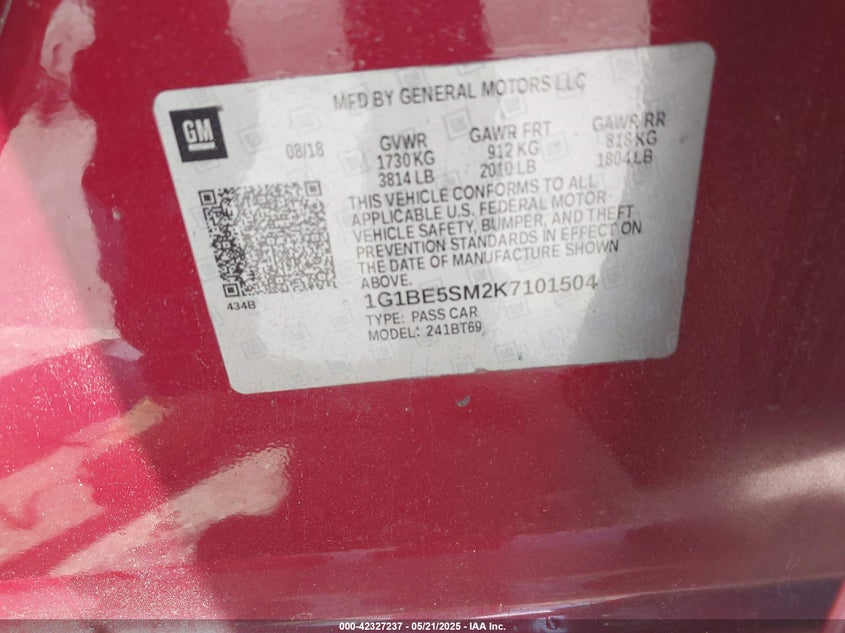 GM
MFD BY GENERAL MOTORS LLC
08/18
GVWR
1730 KG
3814 LB
GAWR FRT
912 KG
2010 LB
GAWR RR
818 KG
1804 LB
THIS VEHICLE CONFORMS TO ALL
APPLICABLE U.S. FEDERAL MOTOR
VEHICLE SAFETY, BUMPER, AND THEFT
PREVENTION STANDARDS IN EFFECT ON
THE DATE OF MANUFACTURE SHOWN
ABOVE.
434B
1G1BE5SM2K7101504
TYPE: PASS CAR
MODEL: 241BT69
000-42327237 - 05/21/2025 - IAA Inc.